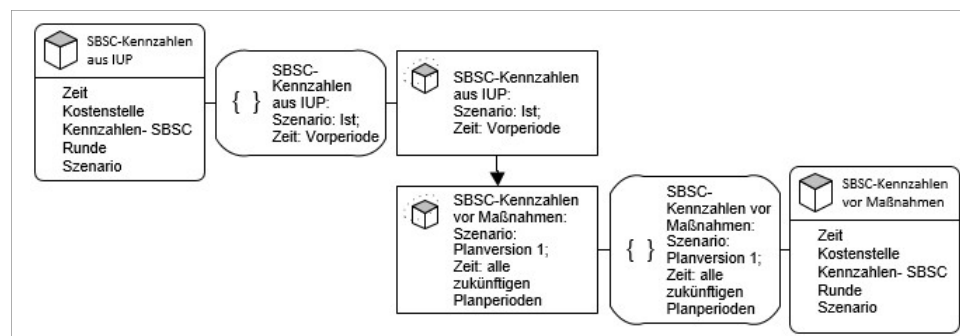 SBSC-Kennzahlen
aus IUP
Zeit
Kostenstelle
Kennzahlen- SBSC
Runde
Szenario
{ }
SBSC-
Kennzahlen
aus IUP:
Szenario: Ist;
Zeit: Vorperiode
SBSC-Kennzahlen
aus IUP:
Szenario: Ist;
Zeit: Vorperiode
SBSC-Kennzahlen
vor Maßnahmen:
Szenario:
Planversion 1;
Zeit: alle
zukünftigen
Planperioden
{ }
SBSC-
Kennzahlen vor
Maßnahmen:
Szenario:
Planversion 1;
Zeit: alle
zukünftigen
Planperioden
SBSC-Kennzahlen
vor Maßnahmen
Zeit
Kostenstelle
Kennzahlen- SBSC
Runde
Szenario